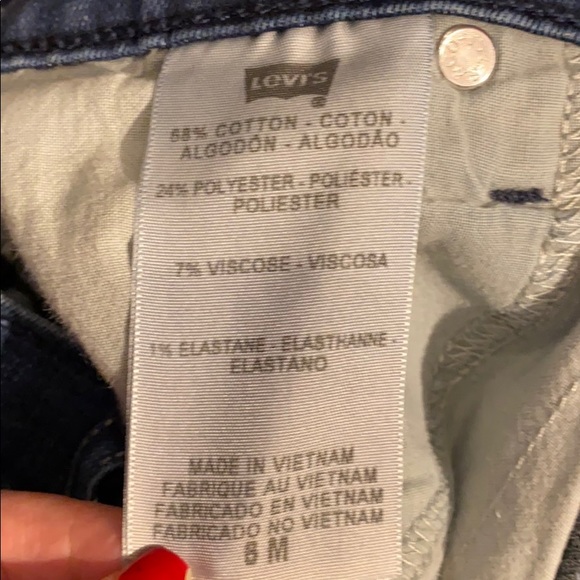 Levi's
®
68% COTTON - COTON -
ALGODÓN - ALGODÃO
24% POLYESTER - POLIÉSTER -
POLIESTER
7% VISCOSE - VISCOSA
1% ELASTANE - ELASTHANNE -
ELASTANO
MADE IN VIETNAM
FABRIQUE AU VIETNAM
FABRICADO EN VIETNAM
FABRICADO NO VIETNAM
M